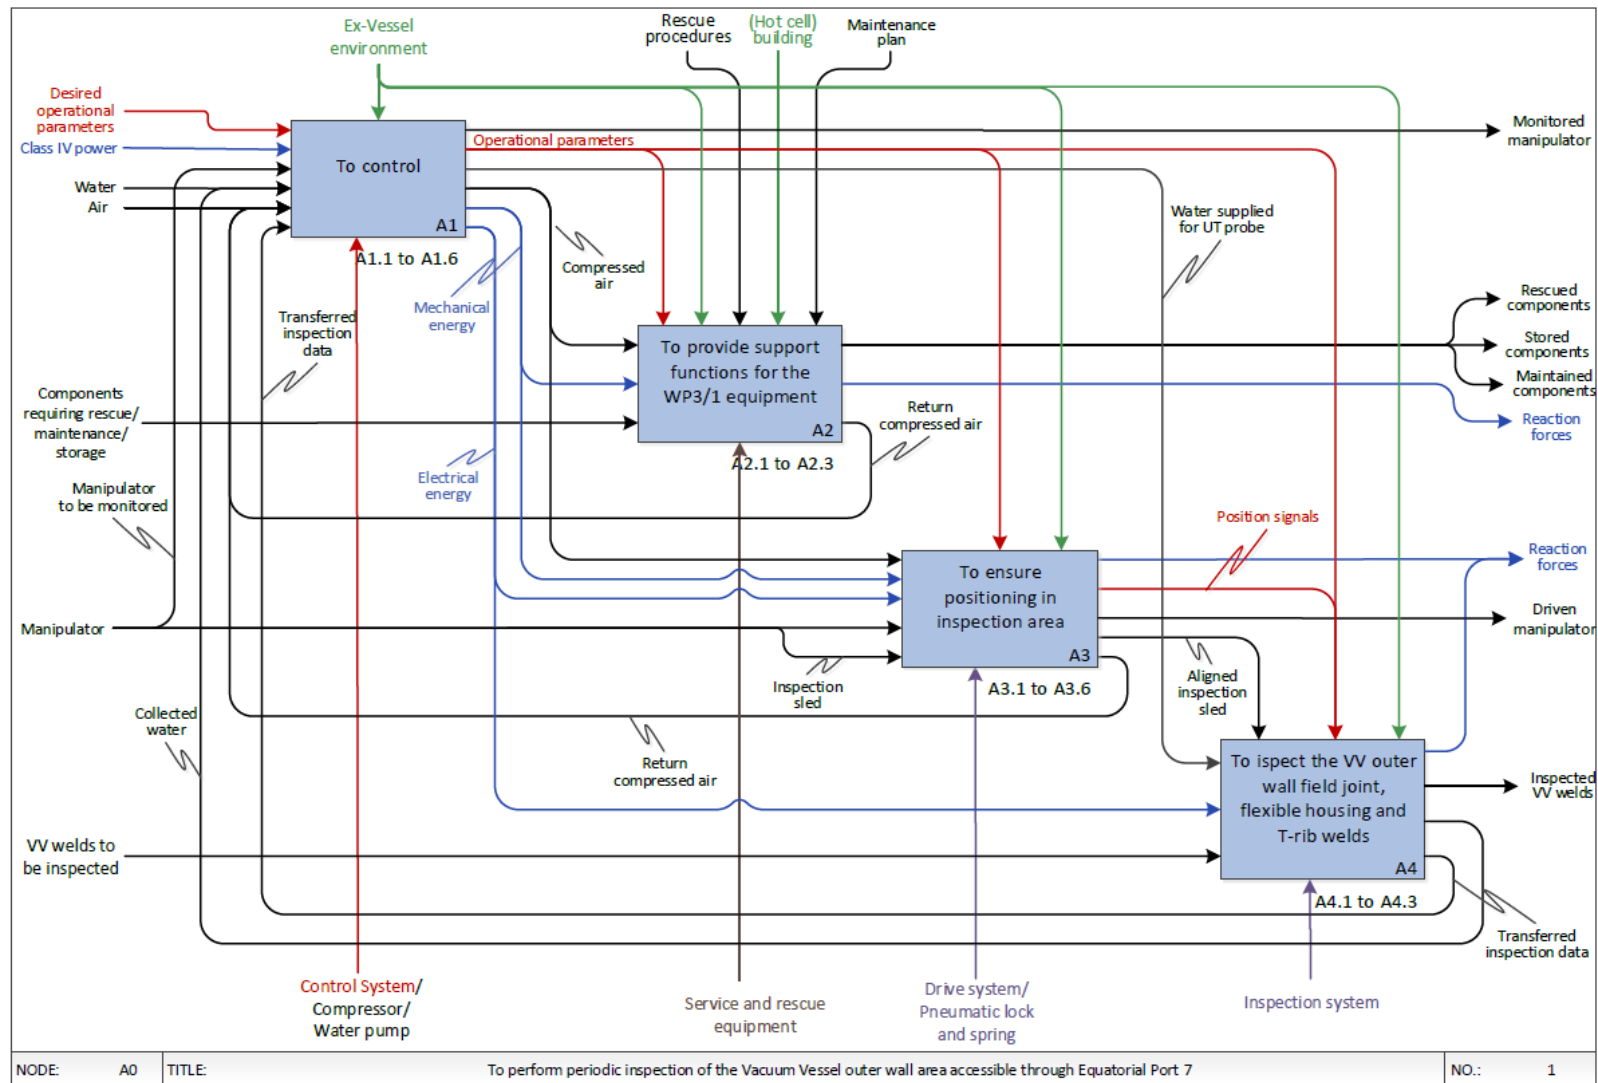 Ex-Vessel
environment
Rescue
procedures
(Hot cell)
building
Maintenance
plan
Desired
operational
parameters
Class IV power
Water
Air
To control
A1
A1.1 to A1.6
Operational parameters
Monitored
manipulator
Water supplied
for UT probe
Compressed
air
Mechanical
energy
Transferred
inspection
data
Rescued
components
Stored
components
Maintained
components
Reaction
forces
To provide support
functions for the
WP3/1 equipment
A2
A2.1 to A2.3
Return
compressed air
Components
requiring rescue/
maintenance/
storage
Electrical
energy
Manipulator
to be monitored
Position signals
Reaction
forces
To ensure
positioning in
inspection area
A3
A3.1 to A3.6
Driven
manipulator
Manipulator
Inspection
sled
Aligned
inspection
sled
Collected
water
Return
compressed air
To ispect the VV outer
wall field joint,
flexible housing and
T-rib welds
A4
A4.1 to A4.3
Inspected
VV welds
VV welds to
be inspected
Transferred
inspection data
Control System/
Compressor/
Water pump
Service and rescue
equipment
Drive system/
Pneumatic lock
and spring
Inspection system
NODE: A0 TITLE: To perform periodic inspection of the Vacuum Vessel outer wall area accessible through Equatorial Port 7 NO.: 1